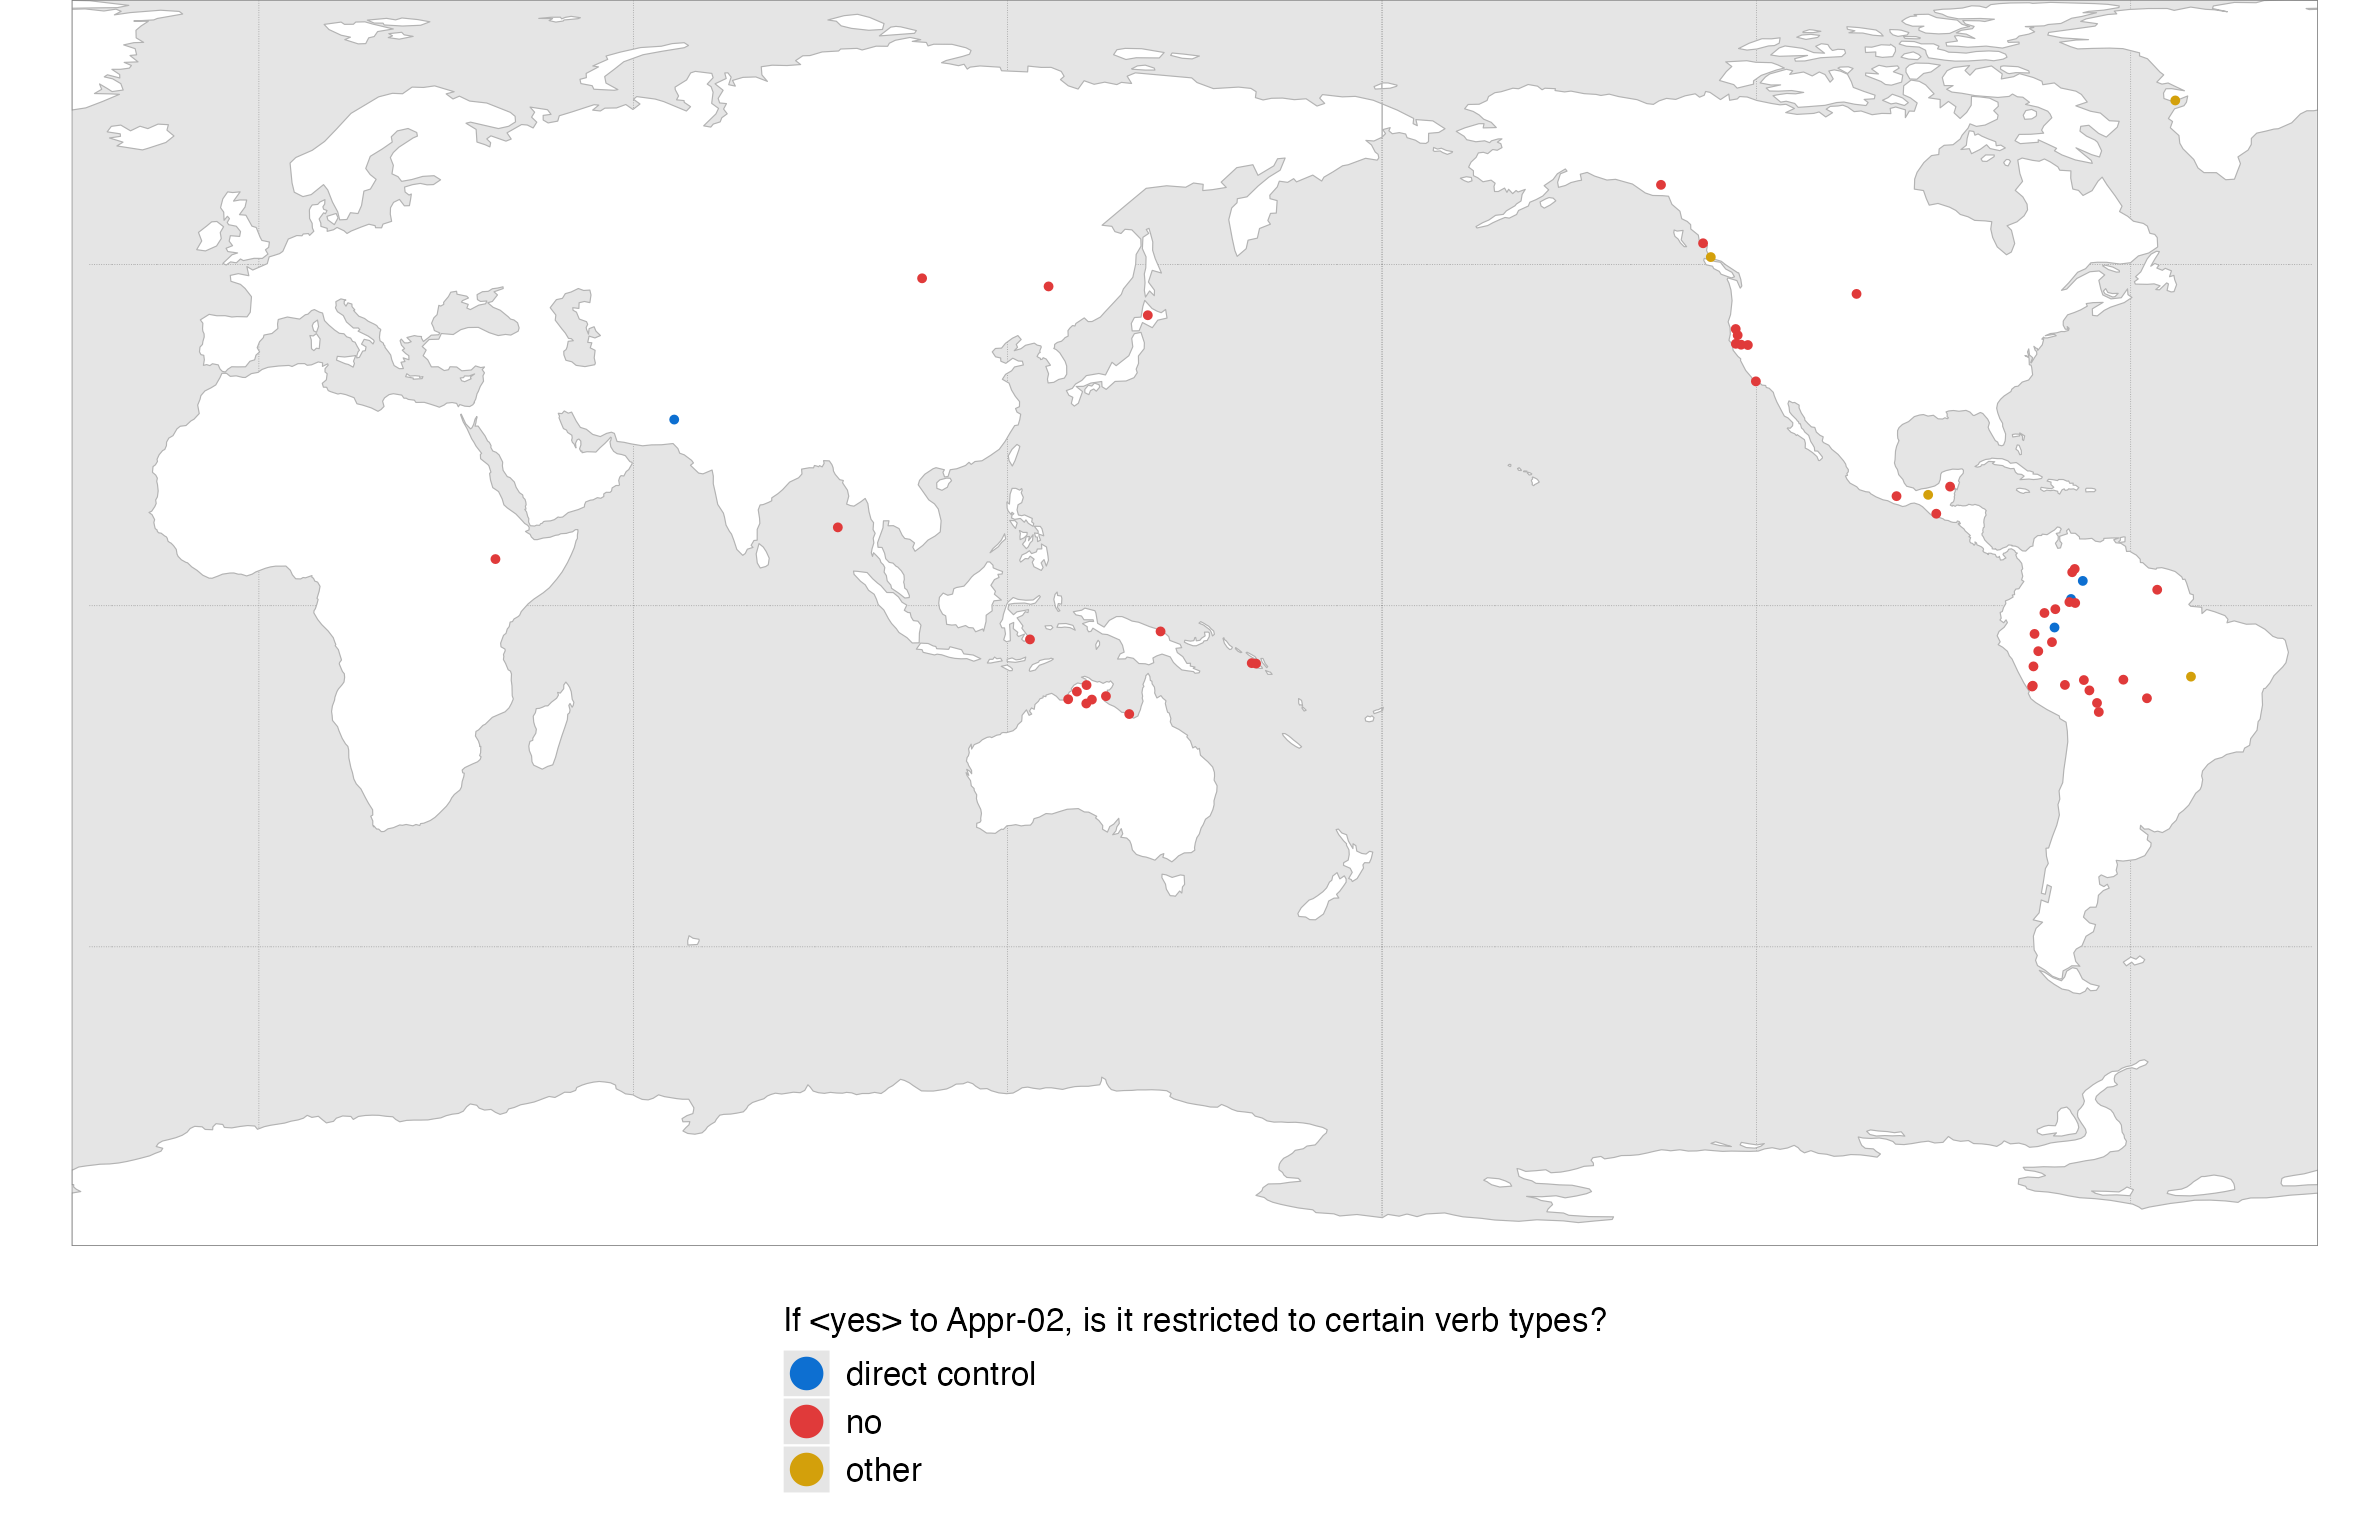 If <yes> to Appr-02, is it restricted to certain verb types?
direct control
no
other